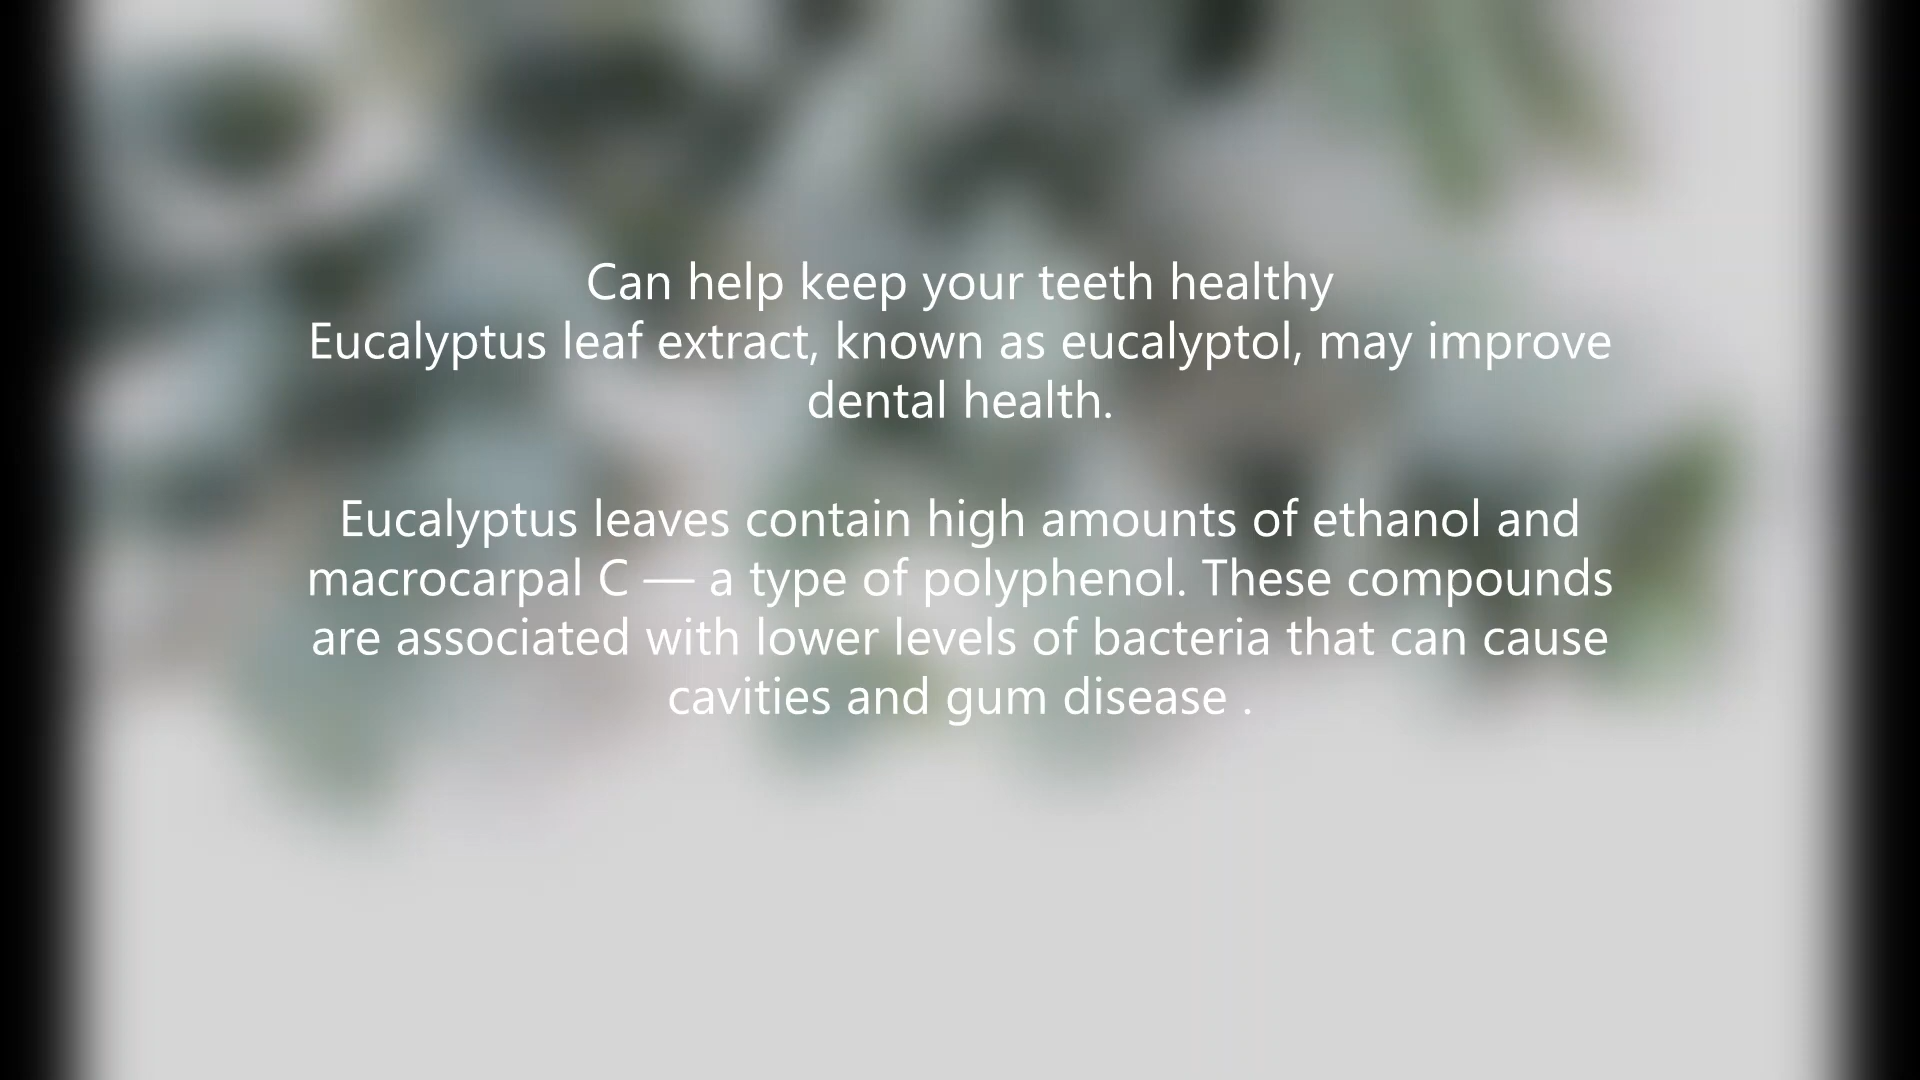 Can help keep your teeth healthy
Eucalyptus leaf extract, known as eucalyptol, may improve
dental health.
Eucalyptus leaves contain high amounts of ethanol and
macrocarpal C — a type of polyphenol. These compounds
are associated with lower levels of bacteria that can cause
cavities and gum disease .